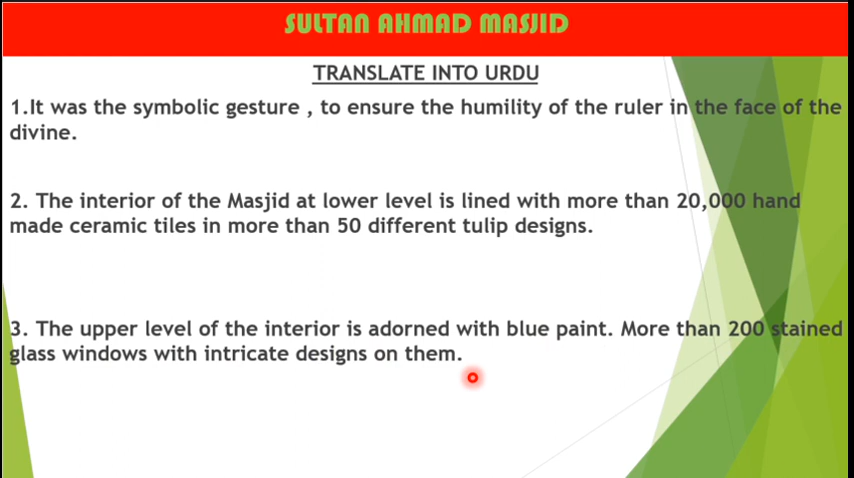 SULTAN AHMAD MASJID
TRANSLATE INTO URDU
1.It was the symbolic gesture , to ensure the humility of the ruler in the face of the
divine.
2. The interior of the Masjid at lower level is lined with more than 20,000 hand
made ceramic tiles in more than 50 different tulip designs.
3. The upper level of the interior is adorned with blue paint. More than 200 stained
glass windows with intricate designs on them.